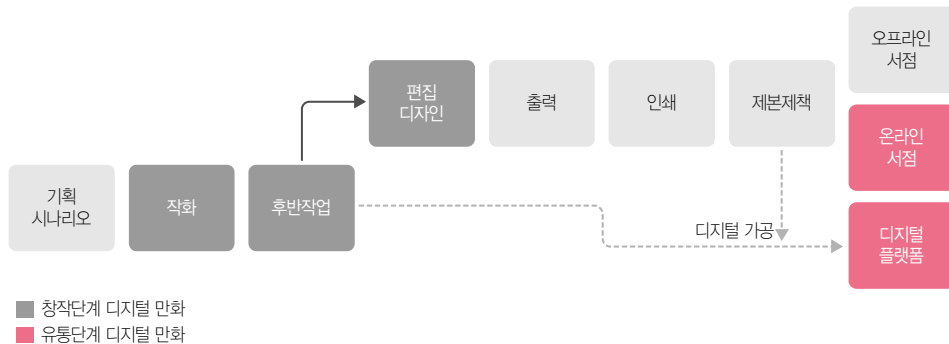 기획
시나리오
작화
후반작업
편집
디자인
출력
인쇄
제본제책
오프라인
서점
온라인
서점
디지털
플랫폼
디지털 가공
창작단계 디지털 만화
유통단계 디지털 만화